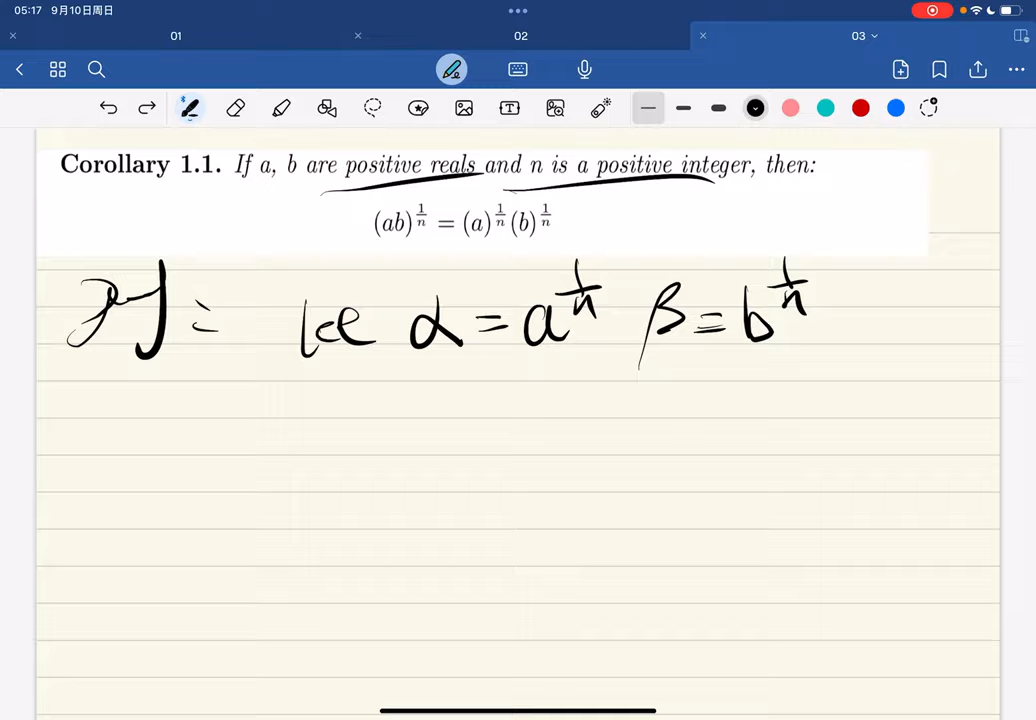 05:17 9月10日周日
01
02
03
Corollary 1.1. If a, b are positive reals and n is a positive integer, then:
(ab)^{1/n} = (a)^{1/n}(b)^{1/n}
Pf: let α = a^{1/n} β = b^{1/n}